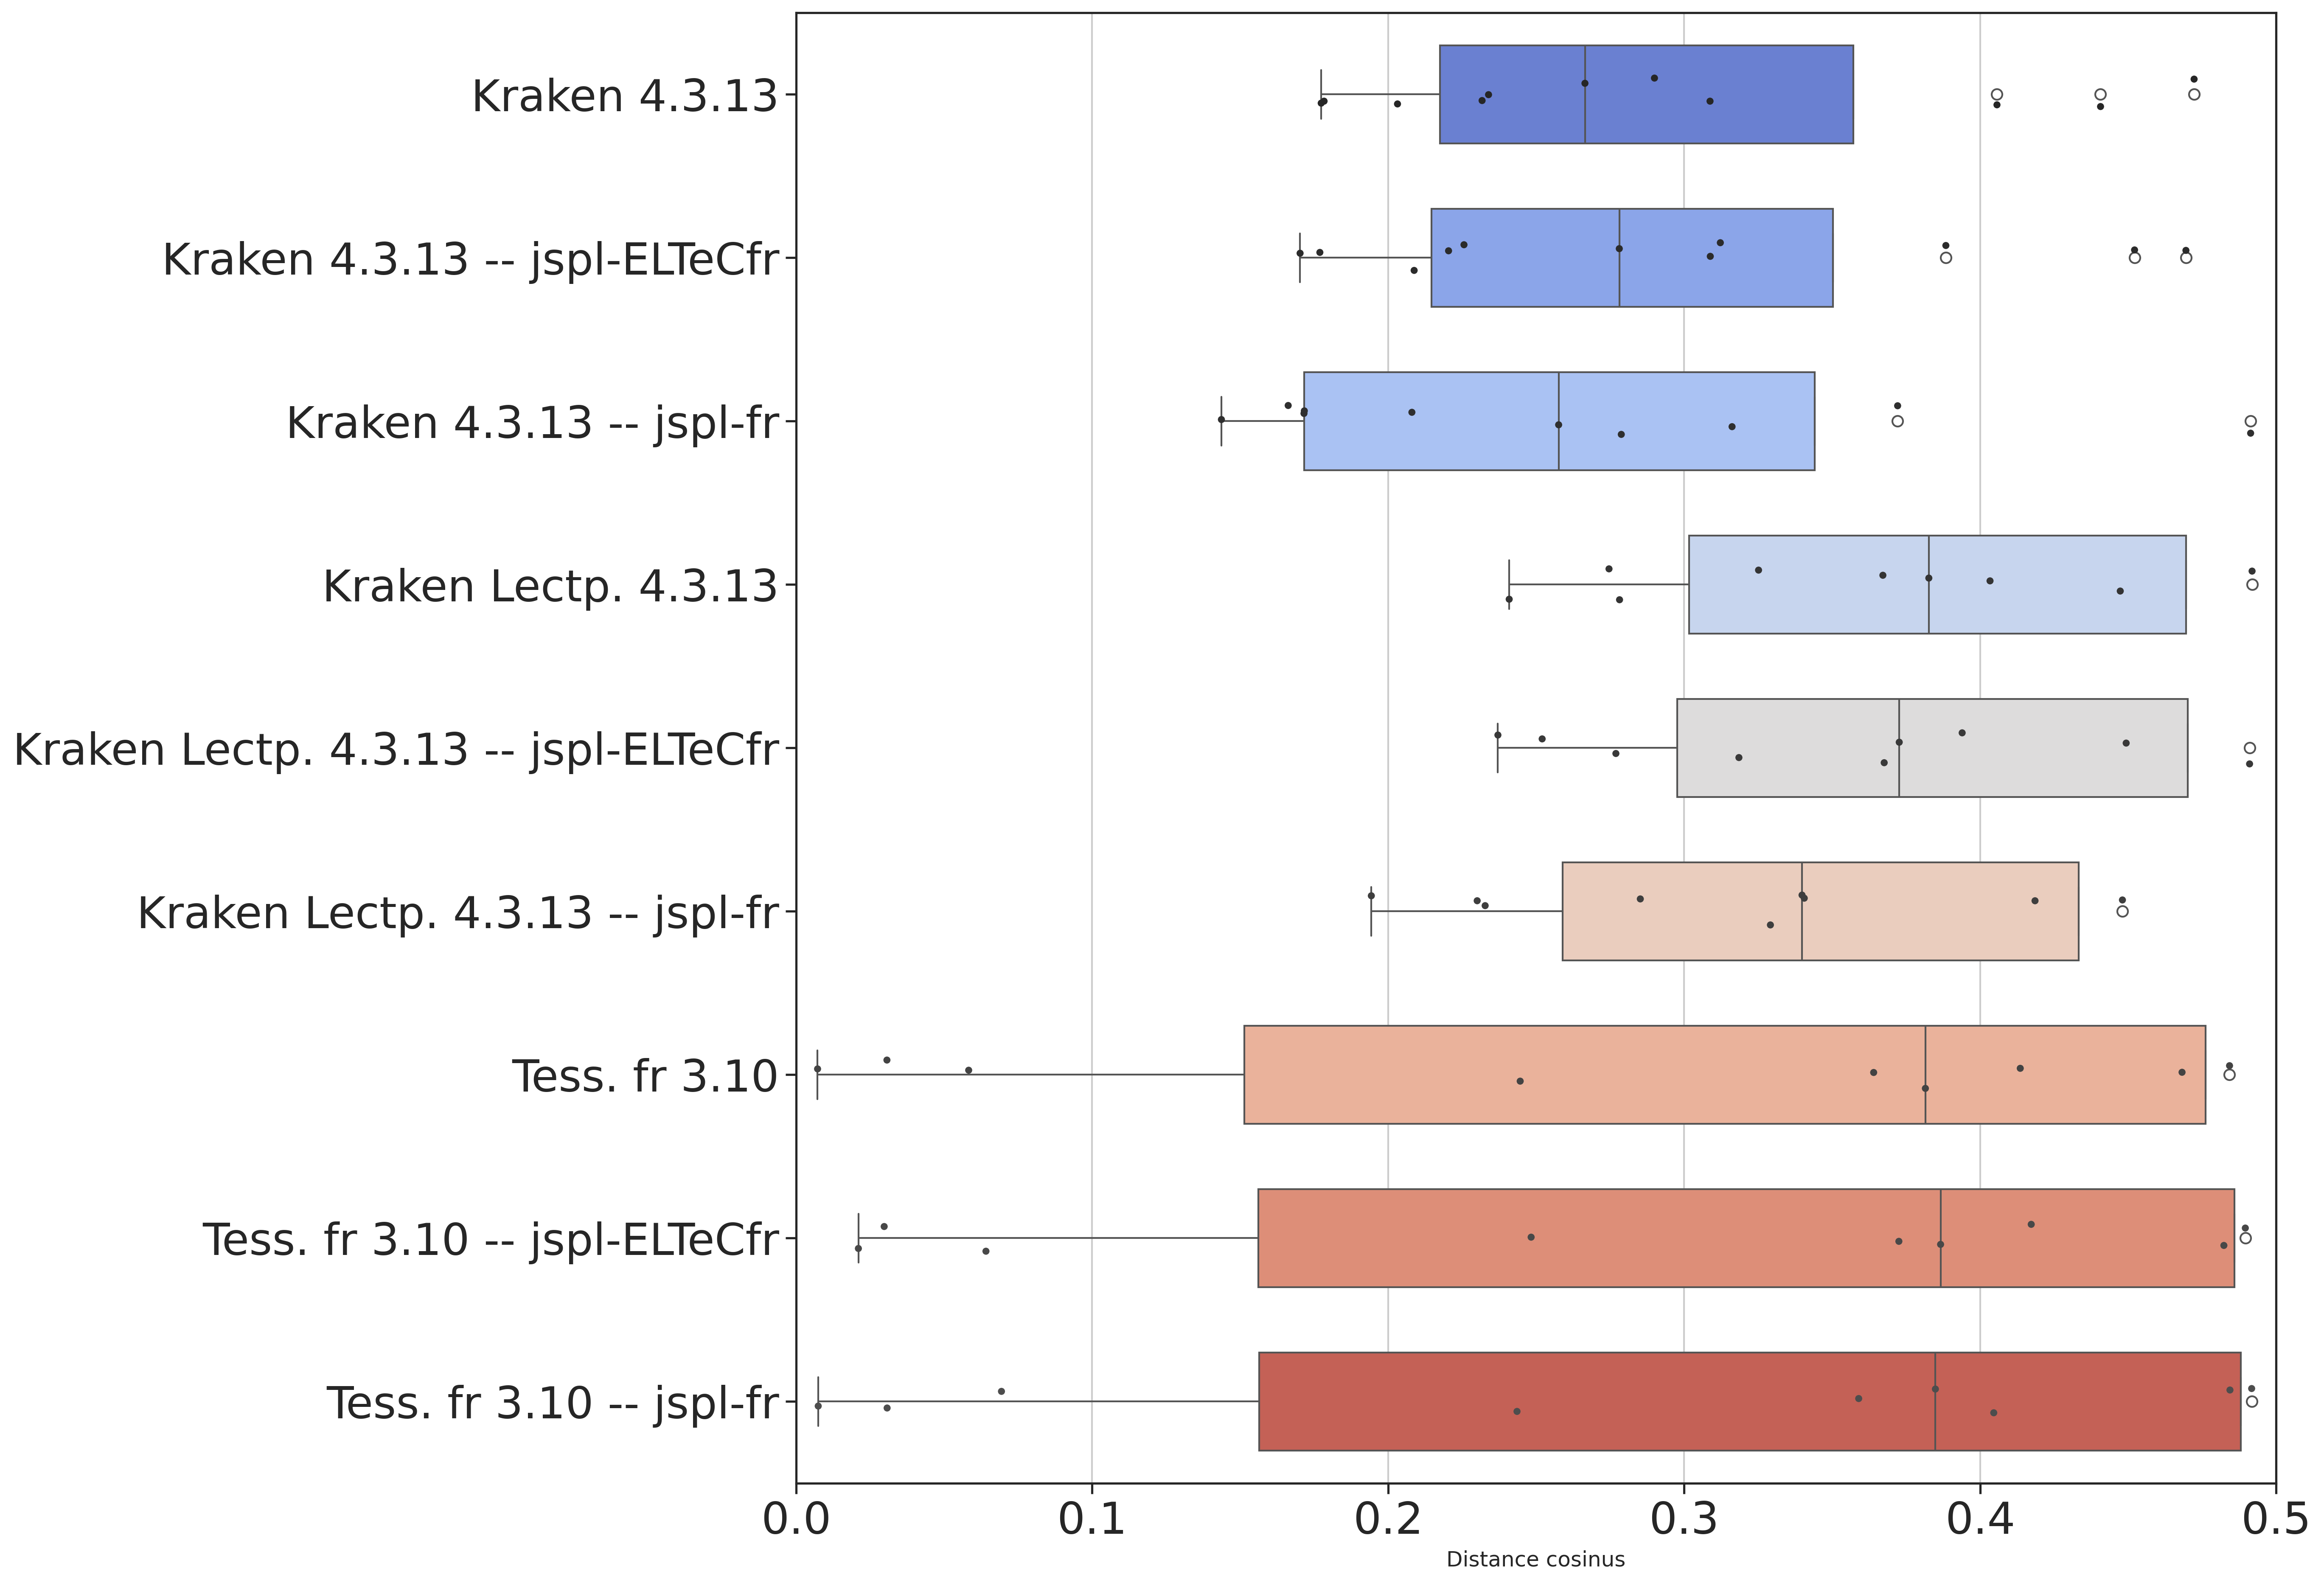 Kraken 4.3.13
Kraken 4.3.13 -- jspl-ELTeCfr
Kraken 4.3.13 -- jspl-fr
Kraken Lectp. 4.3.13
Kraken Lectp. 4.3.13 -- jspl-ELTeCfr
Kraken Lectp. 4.3.13 -- jspl-fr
Tess. fr 3.10
Tess. fr 3.10 -- jspl-ELTeCfr
Tess. fr 3.10 -- jspl-fr
0.0 0.1 0.2 0.3 0.4 0.5
Distance cosinus